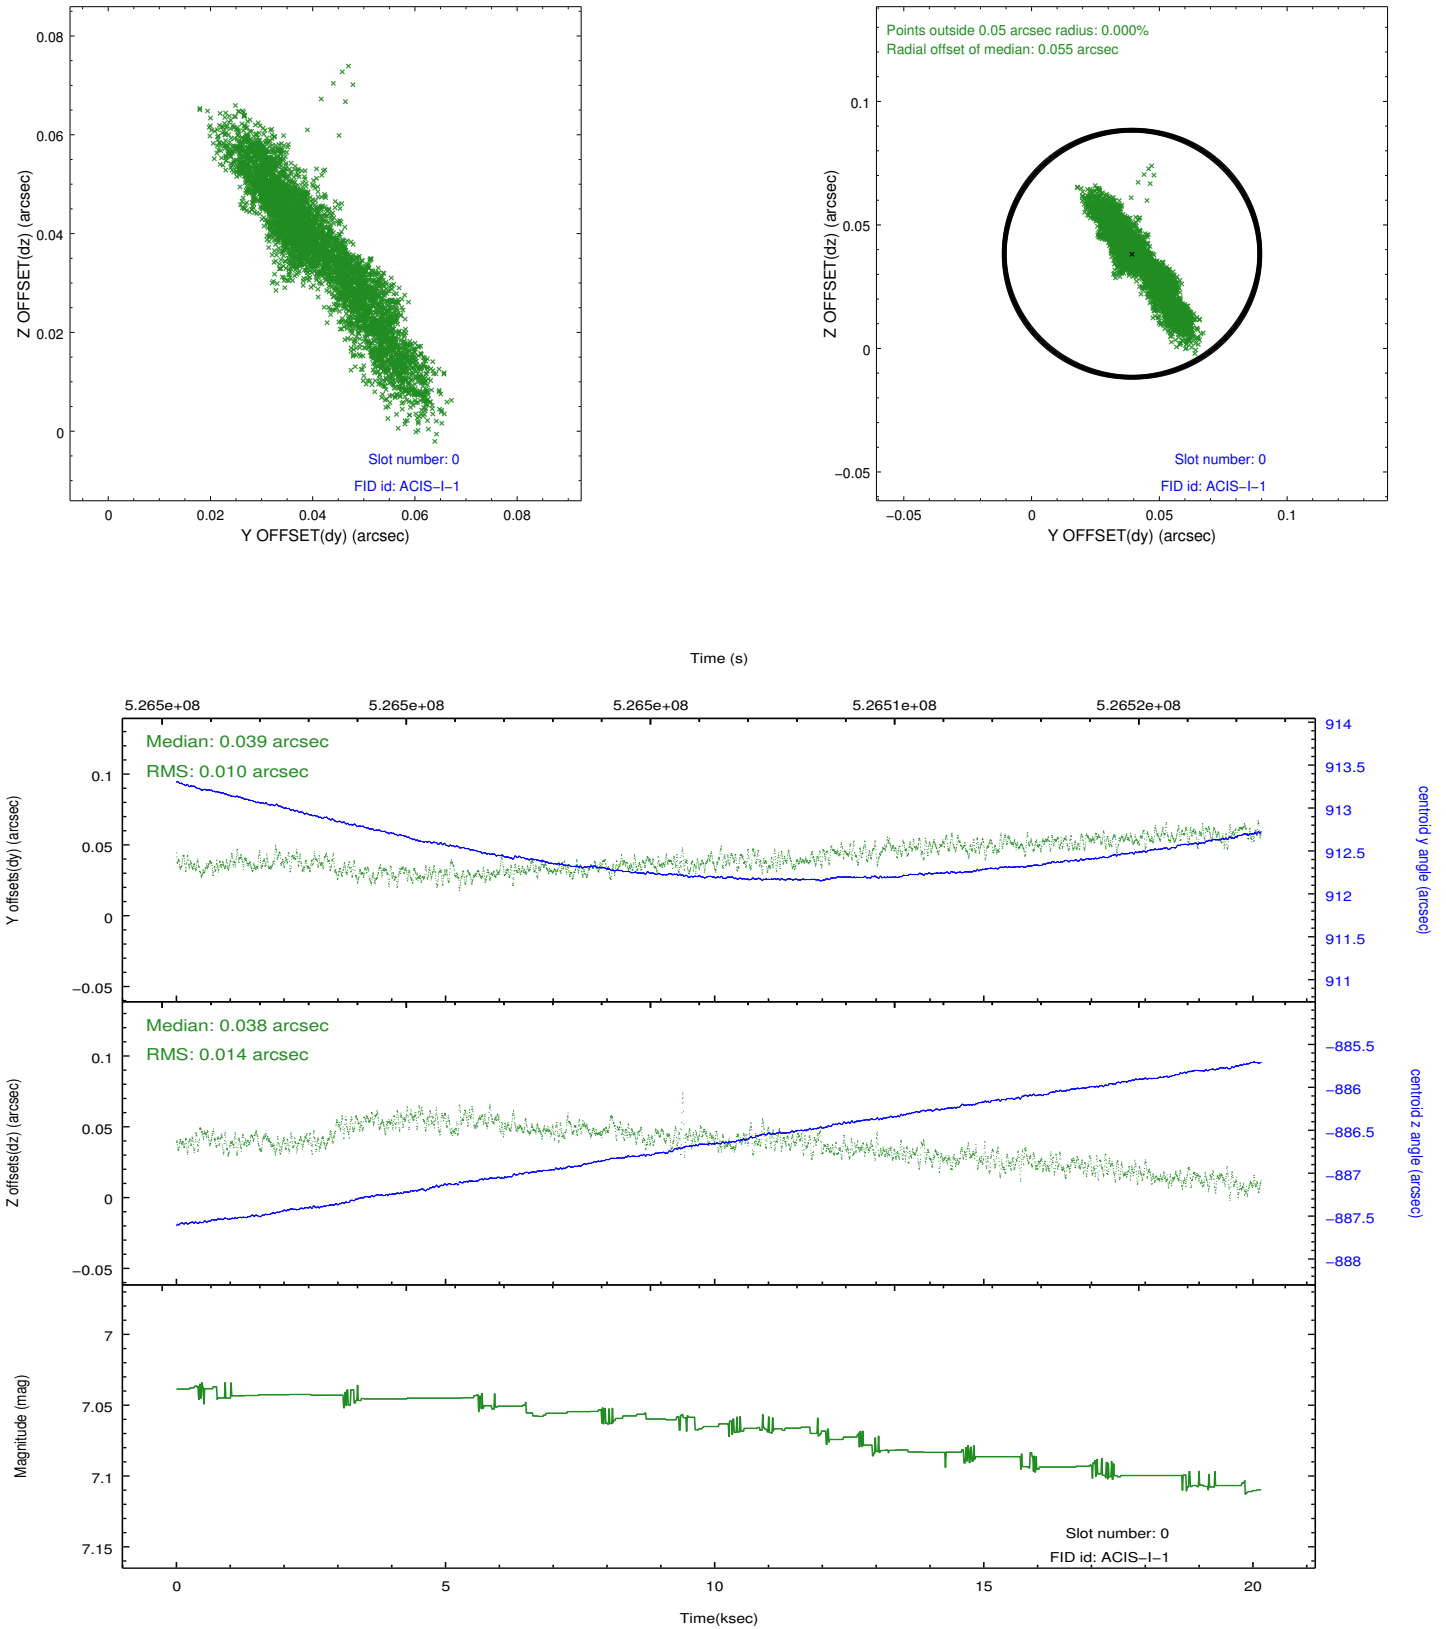 0.08
0.06
0.04
0.02
0
Z OFFSET(dz) (arcsec)
Slot number: 0
FID id: ACIS−I−1
0 0.02 0.04 0.06 0.08
Y OFFSET(dy) (arcsec)
Points outside 0.05 arcsec radius: 0.000%
Radial offset of median: 0.055 arcsec
0.1
0.05
0
−0.05
Z OFFSET(dz) (arcsec)
Slot number: 0
FID id: ACIS−I−1
−0.05 0 0.05 0.1
Y OFFSET(dy) (arcsec)
Time (s)
5.265e+08 5.265e+08 5.265e+08 5.2651e+08 5.2652e+08
Median: 0.039 arcsec
RMS: 0.010 arcsec
0.1
0.05
0
−0.05
Y offsets(dy) (arcsec)
914
913.5
913
912.5
912
911.5
911
centroid y angle (arcsec)
Median: 0.038 arcsec
RMS: 0.014 arcsec
0.1
0.05
0
−0.05
Z offsets(dz) (arcsec)
−885.5
−886
−886.5
−887
−887.5
−888
centroid z angle (arcsec)
7
7.05
7.1
7.15
Magnitude (mag)
Slot number: 0
FID id: ACIS−I−1
0 5 10 15 20
Time(ksec)